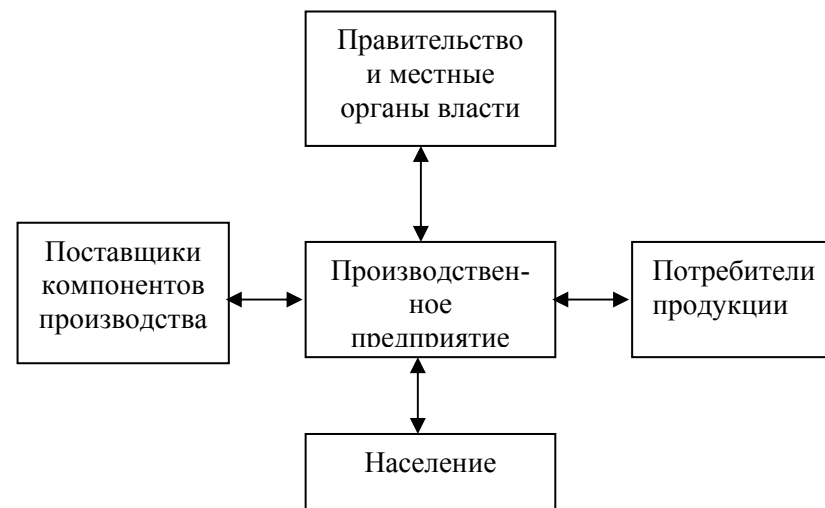 Правительство
и местные
органы власти
Поставщики
компонентов
производства
Производствен-
ное
предприятие
Потребители
продукции
Население